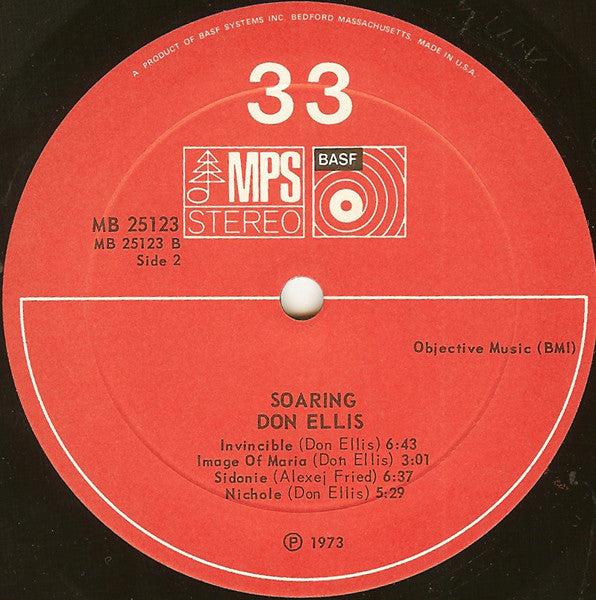 A PRODUCT OF BASF SYSTEMS INC. BEDFORD MASSACHUSETTS. MADE IN U.S.A.
33
MPS
STEREO
BASF
MB 25123
MB 25123 B
Side 2
Objective Music (BMI)
SOARING
DON ELLIS
Invincible (Don Ellis) 6:43
Image Of Maria (Don Ellis) 3:01
Sidonie (Alexej Fried) 6:37
Nichole (Don Ellis) 5:29
Ⓟ 1973